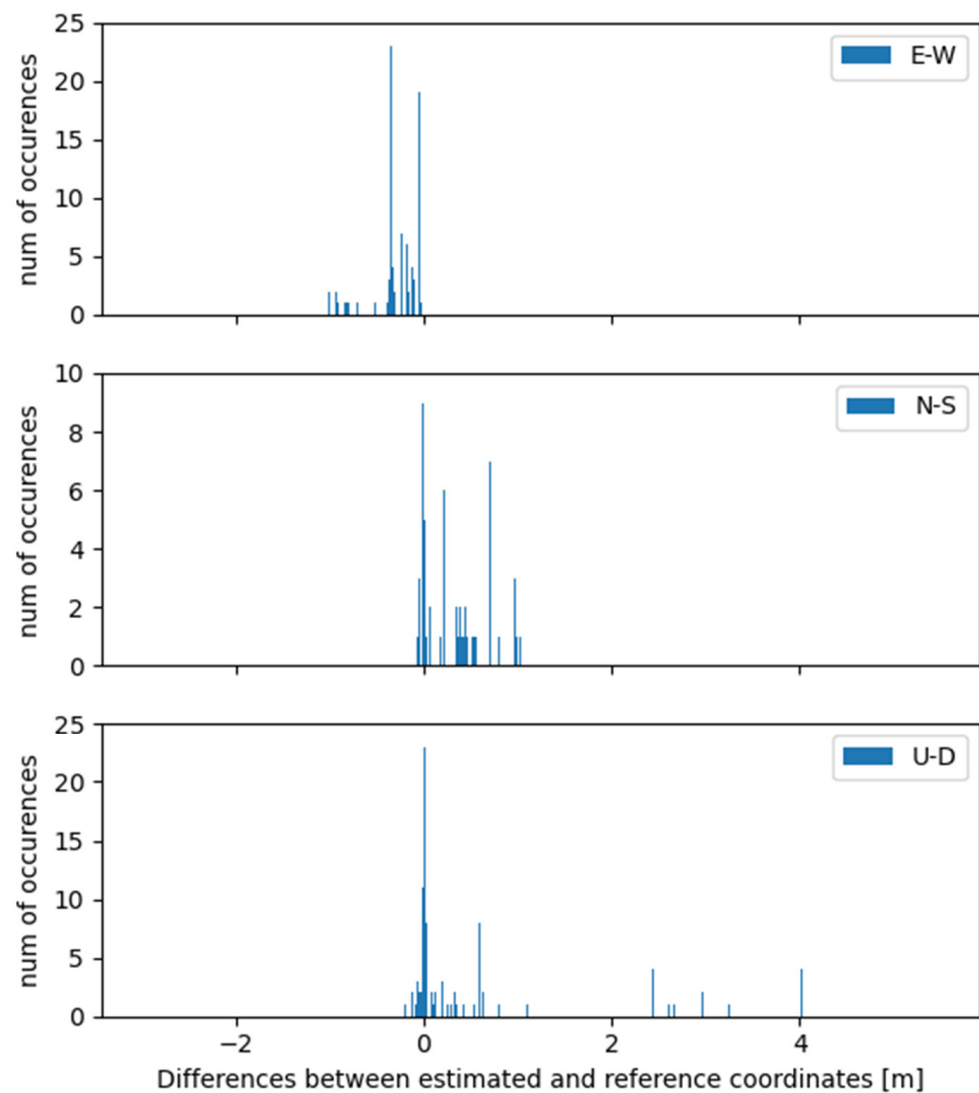 25
20
15
10
5
0
num of occurences
E-W
10
8
6
4
2
0
num of occurences
N-S
25
20
15
10
5
0
num of occurences
U-D
−2 0 2 4
Differences between estimated and reference coordinates [m]